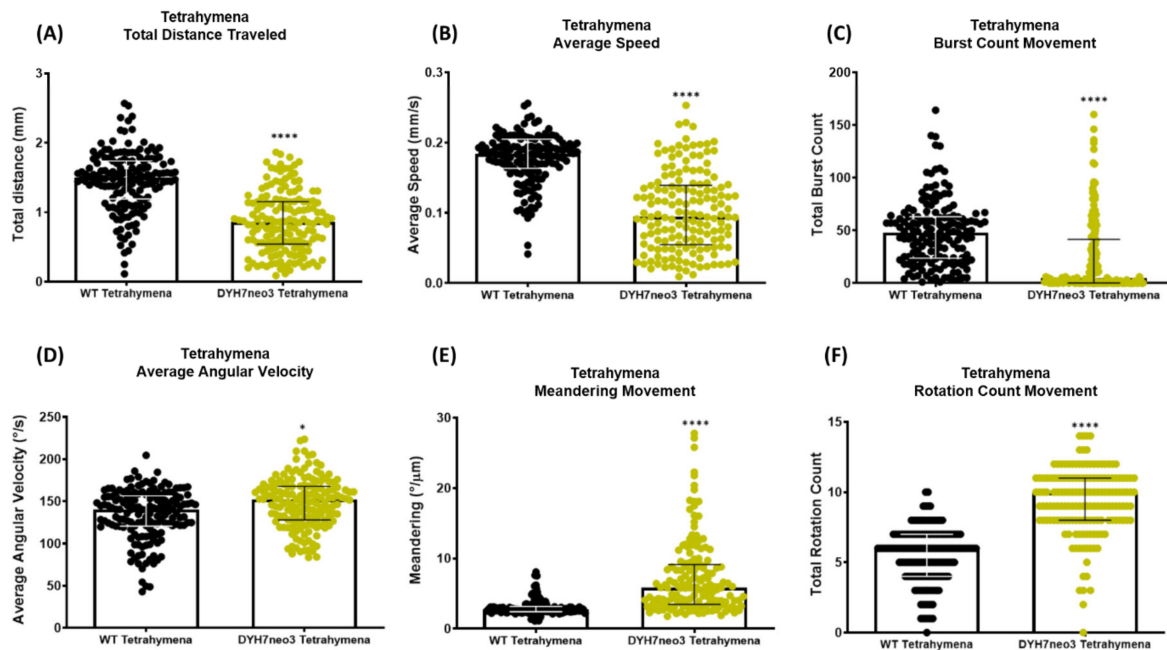 (A)
Tetrahymena
Total Distance Traveled
Total distance (mm)
3
2
1
0
****
WT Tetrahymena
DYH7neo3 Tetrahymena
(B)
Tetrahymena
Average Speed
Average Speed (mm/s)
0.3
0.2
0.1
0.0
****
WT Tetrahymena
DYH7neo3 Tetrahymena
(C)
Tetrahymena
Burst Count Movement
Total Burst Count
200
150
100
50
0
****
WT Tetrahymena
DYH7neo3 Tetrahymena
(D)
Tetrahymena
Average Angular Velocity
Average Angular Velocity (°/s)
250
200
150
100
50
0
*
WT Tetrahymena
DYH7neo3 Tetrahymena
(E)
Tetrahymena
Meandering Movement
Meandering (°/µm)
30
20
10
0
****
WT Tetrahymena
DYH7neo3 Tetrahymena
(F)
Tetrahymena
Rotation Count Movement
Total Rotation Count
15
10
5
0
****
WT Tetrahymena
DYH7neo3 Tetrahymena